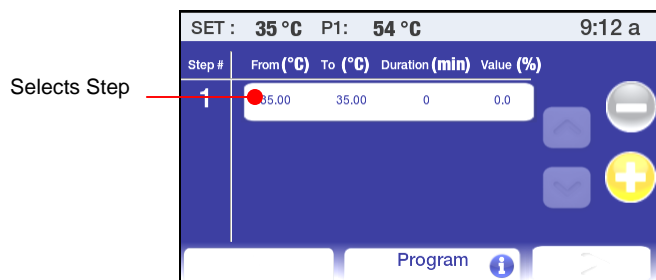 SET : 35 °C P1: 54 °C 9:12 a
Step # From (°C) To (°C) Duration (min) Value (%)
Selects Step
1 35.00 35.00 0 0.0
Program i